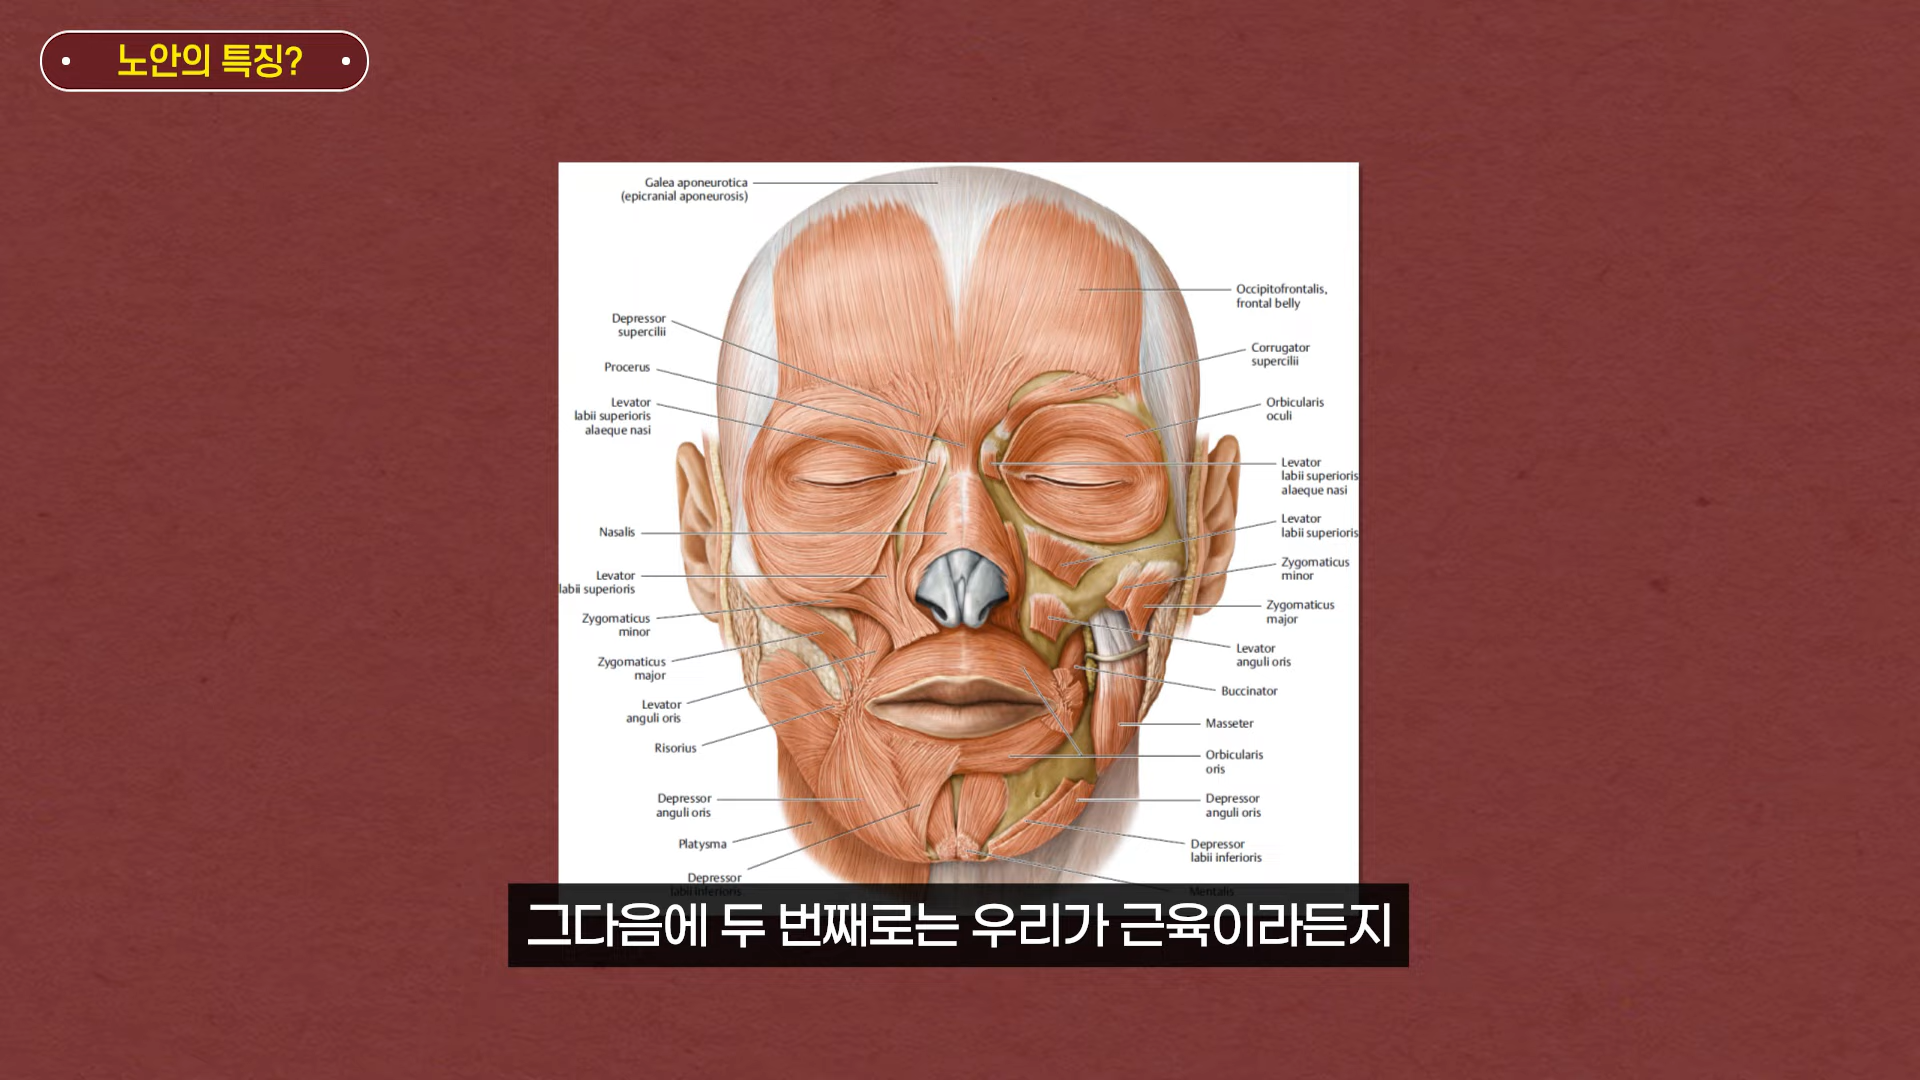 노안의 특징?
Galea aponeurotica
(epicranial aponeurosis)
Depressor
supercilii
Procerus
Levator
labii superioris
alaeque nasi
Nasalis
Levator
labii superioris
Zygomaticus
minor
Zygomaticus
major
Levator
anguli oris
Risorius
Depressor
anguli oris
Platysma
Depressor
labii inferioris
Occipitofrontalis,
frontal belly
Corrugator
supercilii
Orbicularis
oculi
Levator
labii superioris
alaeque nasi
Levator
labii superioris
Zygomaticus
minor
Zygomaticus
major
Levator
anguli oris
Buccinator
Masseter
Orbicularis
oris
Depressor
anguli oris
Depressor
labii inferioris
Mentalis
그다음에 두 번째로는 우리가 근육이라든지